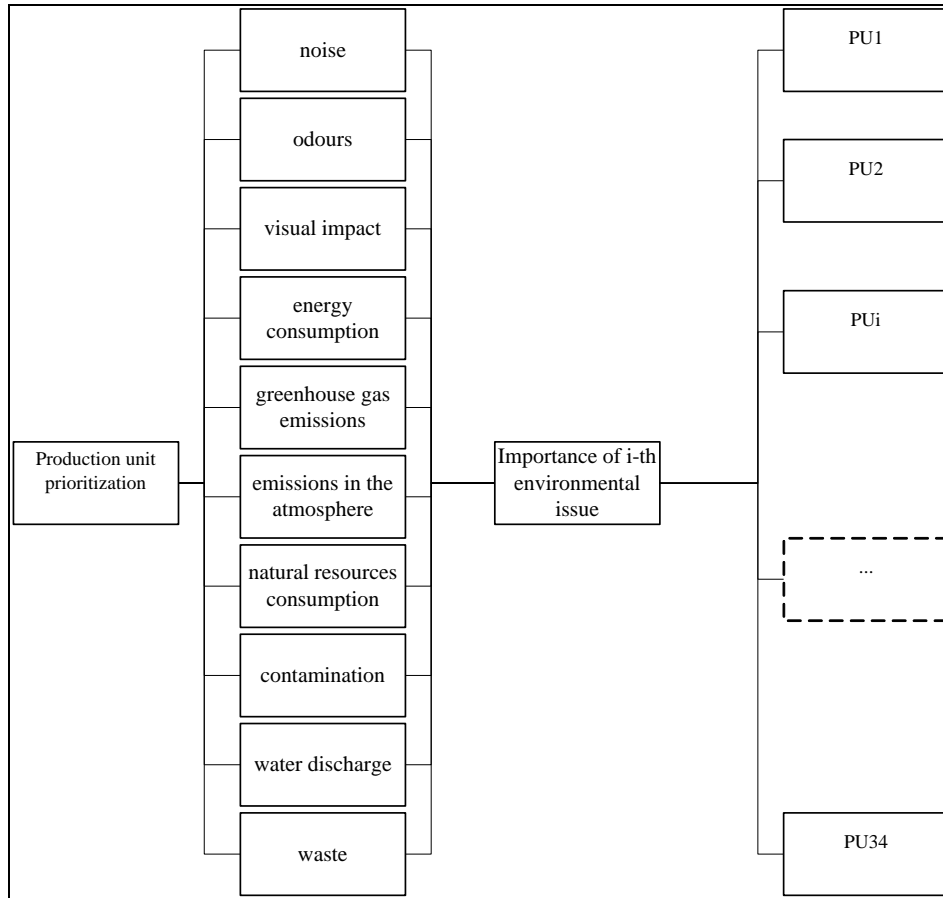 Production unit
prioritization
noise
odours
visual impact
energy
consumption
greenhouse gas
emissions
emissions in the
atmosphere
natural resources
consumption
contamination
water discharge
waste
Importance of i-th
environmental
issue
PU1
PU2
PUi
...
PU34